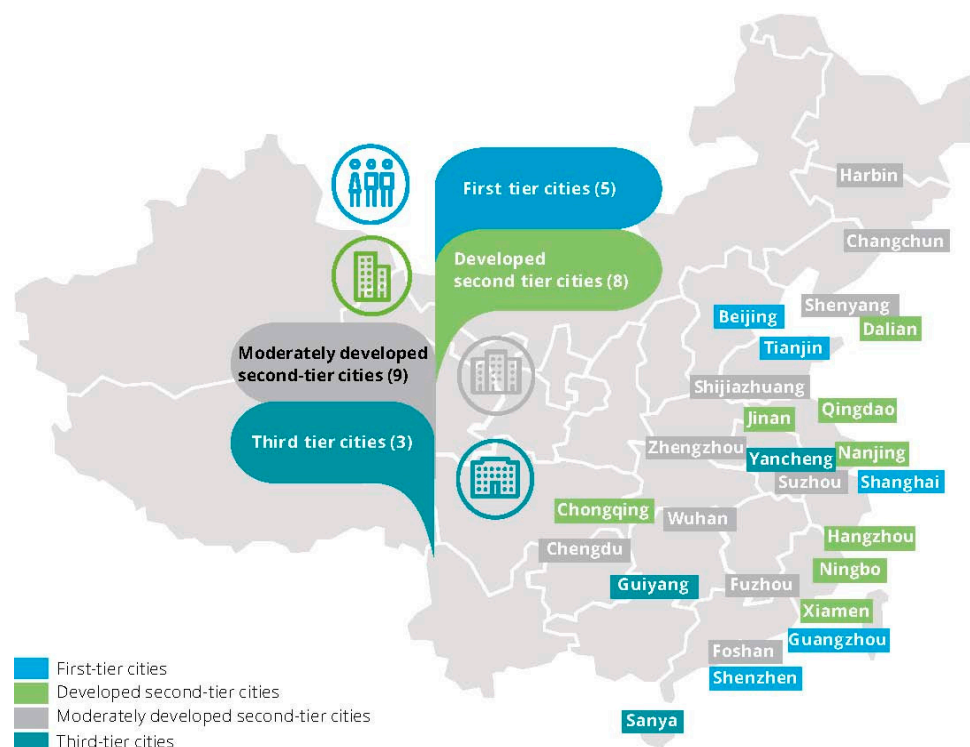 First tier cities (5)
Developed
second tier cities (8)
Moderately developed
second-tier cities (9)
Third tier cities (3)
Harbin
Changchun
Shenyang
Beijing
Dalian
Tianjin
Shijiazhuang
Jinan
Qingdao
Zhengzhou
Yancheng
Nanjing
Suzhou
Shanghai
Chongqing
Wuhan
Hangzhou
Chengdu
Ningbo
Guiyang
Fuzhou
Xiamen
Guangzhou
Foshan
Shenzhen
Sanya
First-tier cities
Developed second-tier cities
Moderately developed second-tier cities
Third-tier cities